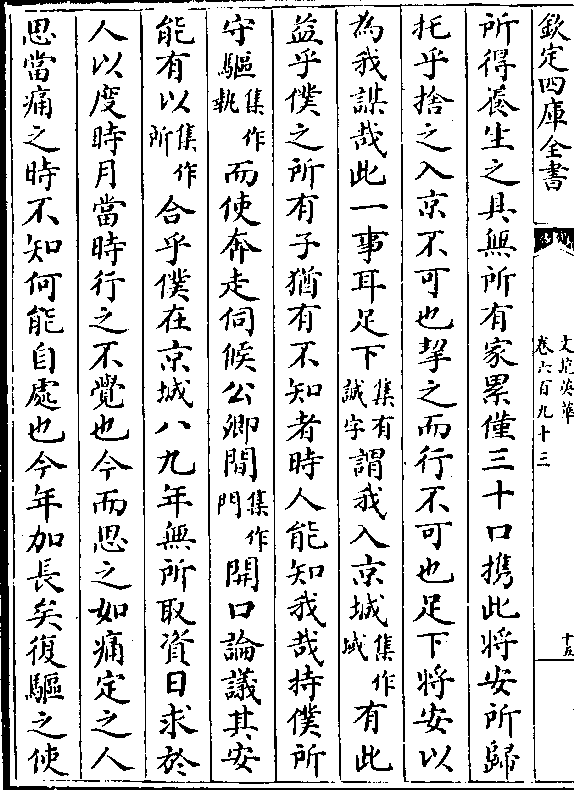 欽定四庫全書
文苑英華
卷六百九十三
十五
所得養生之具無所有家累僅三十口攜此將安所歸
托乎捨之入京不可也挈之而行不可也足下將安以
為我謀哉此一事耳足下集有誠字謂我入京城集作城有此
益乎僕之所有子猶有不知者時人能知我哉持僕所
守驅集作執而使奔走伺候公卿間集作門開口論議其安
能有以集作所合乎僕在京城八九年無所取資日求於
人以度時月當時行之不覺也今而思之如痛定之人
思當痛之時不知何能自處也今年加長矣復驅之使